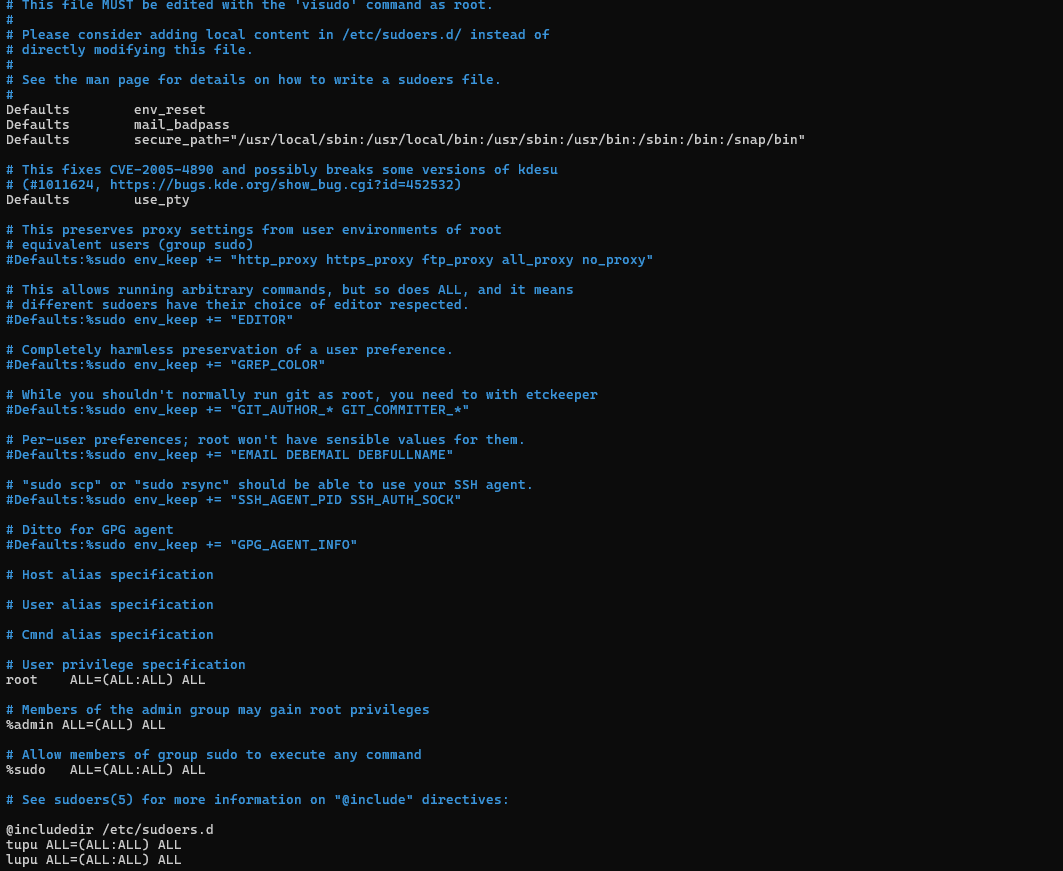 # This file MUST be edited with the 'visudo' command as root.
#
# Please consider adding local content in /etc/sudoers.d/ instead of
# directly modifying this file.
#
# See the man page for details on how to write a sudoers file.
#
Defaults        env_reset
Defaults        mail_badpass
Defaults        secure_path="/usr/local/sbin:/usr/local/bin:/usr/sbin:/usr/bin:/sbin:/bin:/snap/bin"
# This fixes CVE-2005-4890 and possibly breaks some versions of kdesu
# (#1011624, https://bugs.kde.org/show_bug.cgi?id=452532)
Defaults        use_pty
# This preserves proxy settings from user environments of root
# equivalent users (group sudo)
#Defaults:%sudo env_keep += "http_proxy https_proxy ftp_proxy all_proxy no_proxy"
# This allows running arbitrary commands, but so does ALL, and it means
# different sudoers have their choice of editor respected.
#Defaults:%sudo env_keep += "EDITOR"
# Completely harmless preservation of a user preference.
#Defaults:%sudo env_keep += "GREP_COLOR"
# While you shouldn't normally run git as root, you need to with etckeeper
#Defaults:%sudo env_keep += "GIT_AUTHOR_* GIT_COMMITTER_*"
# Per-user preferences; root won't have sensible values for them.
#Defaults:%sudo env_keep += "EMAIL DEBEMAIL DEBFULLNAME"
# "sudo scp" or "sudo rsync" should be able to use your SSH agent.
#Defaults:%sudo env_keep += "SSH_AGENT_PID SSH_AUTH_SOCK"
# Ditto for GPG agent
#Defaults:%sudo env_keep += "GPG_AGENT_INFO"
# Host alias specification
# User alias specification
# Cmnd alias specification
# User privilege specification
root    ALL=(ALL:ALL) ALL
# Members of the admin group may gain root privileges
%admin ALL=(ALL) ALL
# Allow members of group sudo to execute any command
%sudo   ALL=(ALL:ALL) ALL
# See sudoers(5) for more information on "@include" directives:
@includedir /etc/sudoers.d
tupu ALL=(ALL:ALL) ALL
lupu ALL=(ALL:ALL) ALL